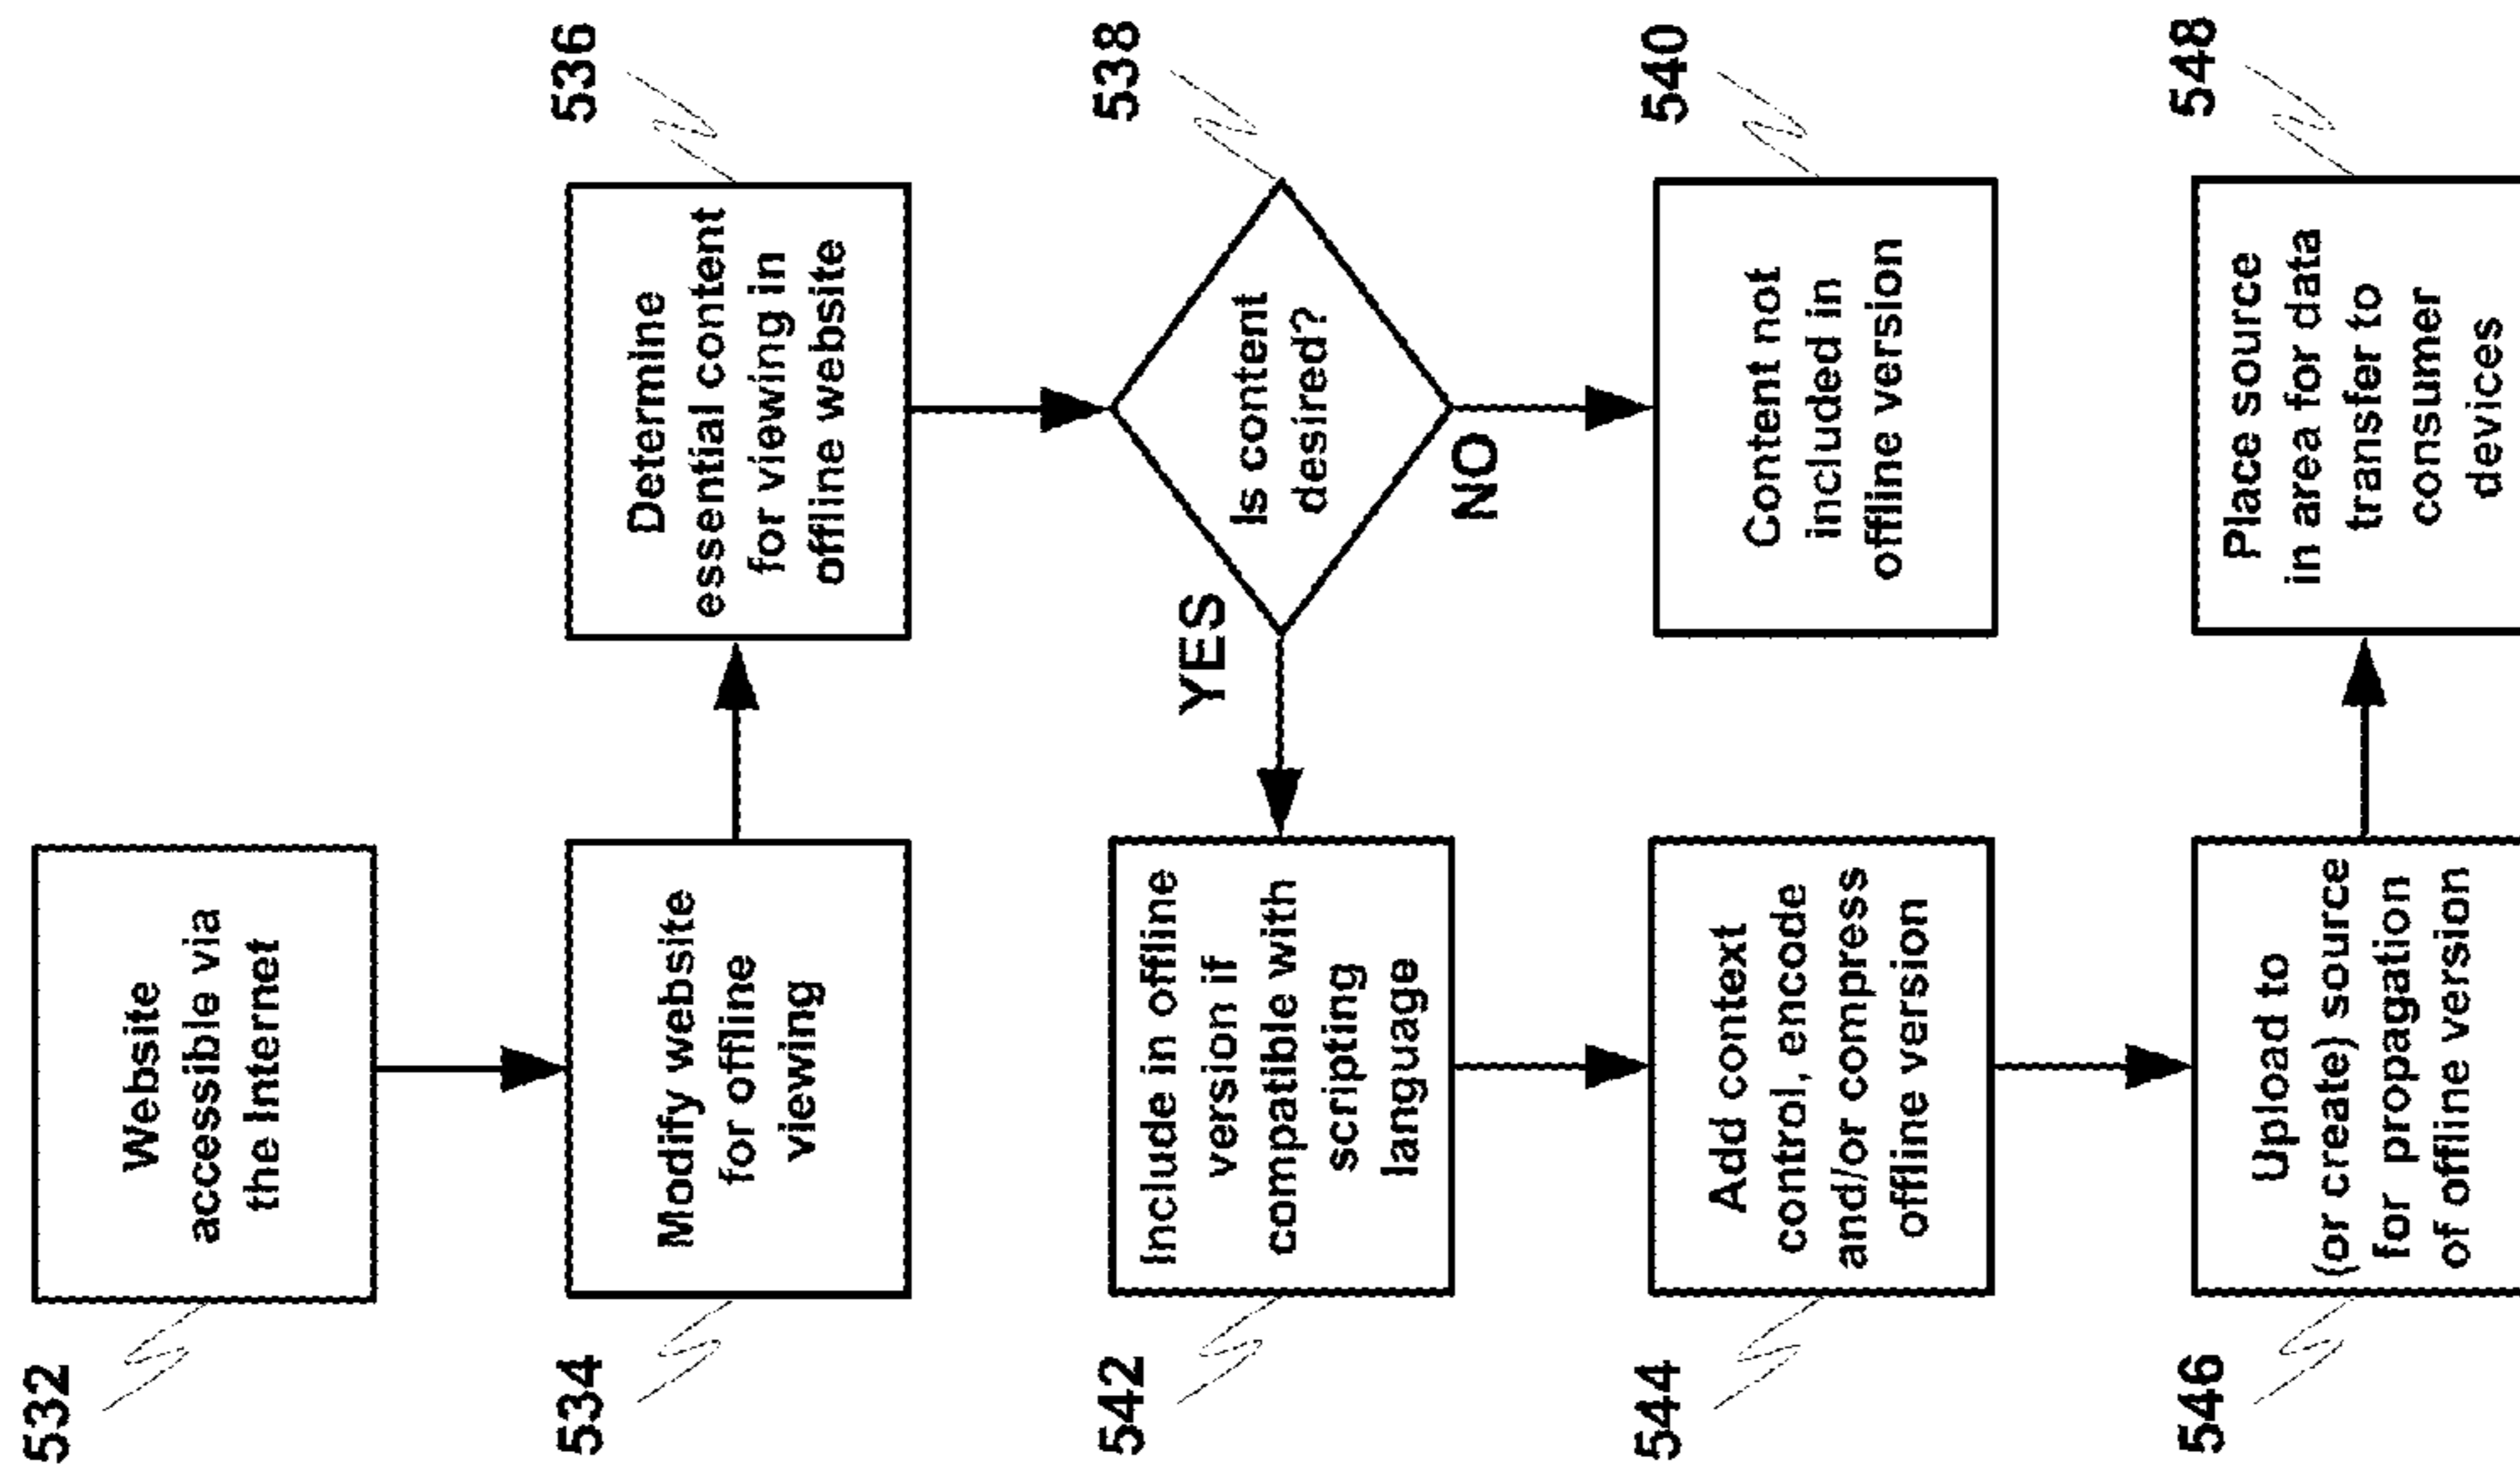 532
Website
accessible via
the Internet
534
Modify website
for offline
viewing
536
Determine
essential content
for viewing in
offline website
538
Is content
desired?
YES
NO
540
Content not
included in
offline version
542
Include in offline
version if
compatible with
scripting
language
544
Add context
control, encode
and/or compress
offline version
546
Upload to
(or create) source
for propagation
of offline version
548
Place source
in area for data
transfer to
consumer
devices